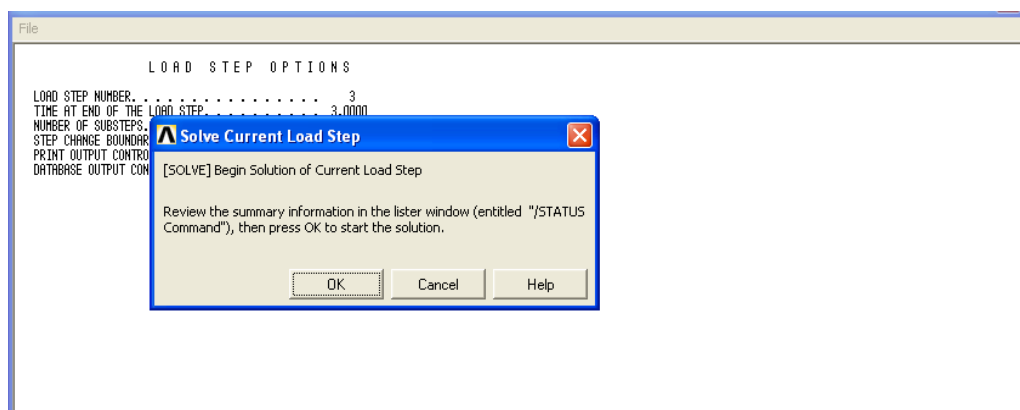 File
LOAD STEP OPTIONS
LOAD STEP NUMBER. . . . . . . . . . . . . . . . . 3
TIME AT END OF THE LOAD STEP. . . . . . . . . . . 3.0000
NUMBER OF SUBSTEPS.
STEP CHANGE
PRINT OUTPUT
DATABASE OUTPUT
Solve Current Load Step
[SOLVE] Begin Solution of Current Load Step
Review the summary information in the lister window (entitled "/STATUS
Command"), then press OK to start the solution.
OK Cancel Help